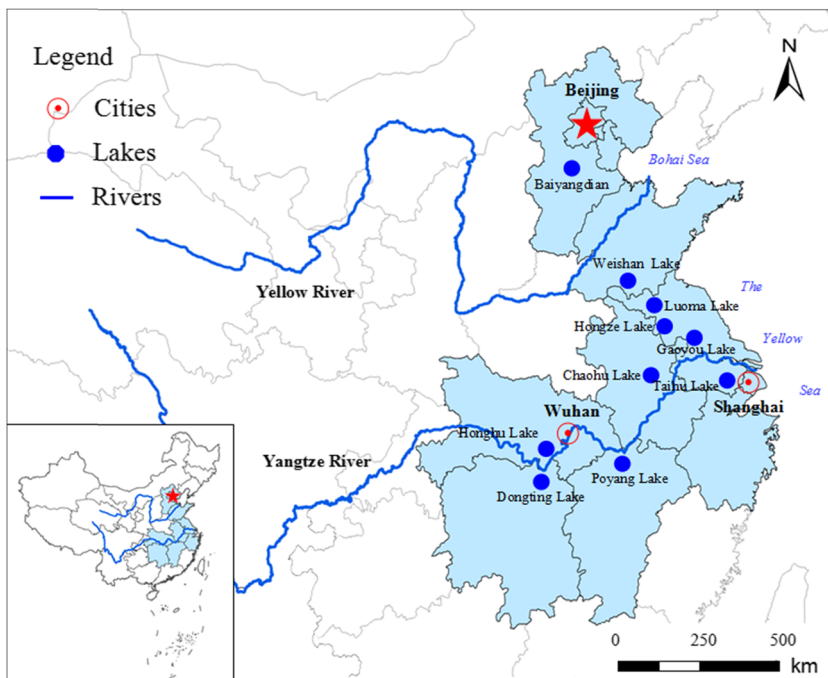 N
Legend
Cities
Lakes
Rivers
Beijing
Bohai Sea
Baiyangdian
Weishan Lake
The
Yellow River
Luoma Lake
Hongze Lake
Yellow
Gaoyou Lake
Chaohu Lake
Taihu Lake
Sea
Shanghai
Wuhan
Honghu Lake
Yangtze River
Poyang Lake
Dongting Lake
0 250 500
km